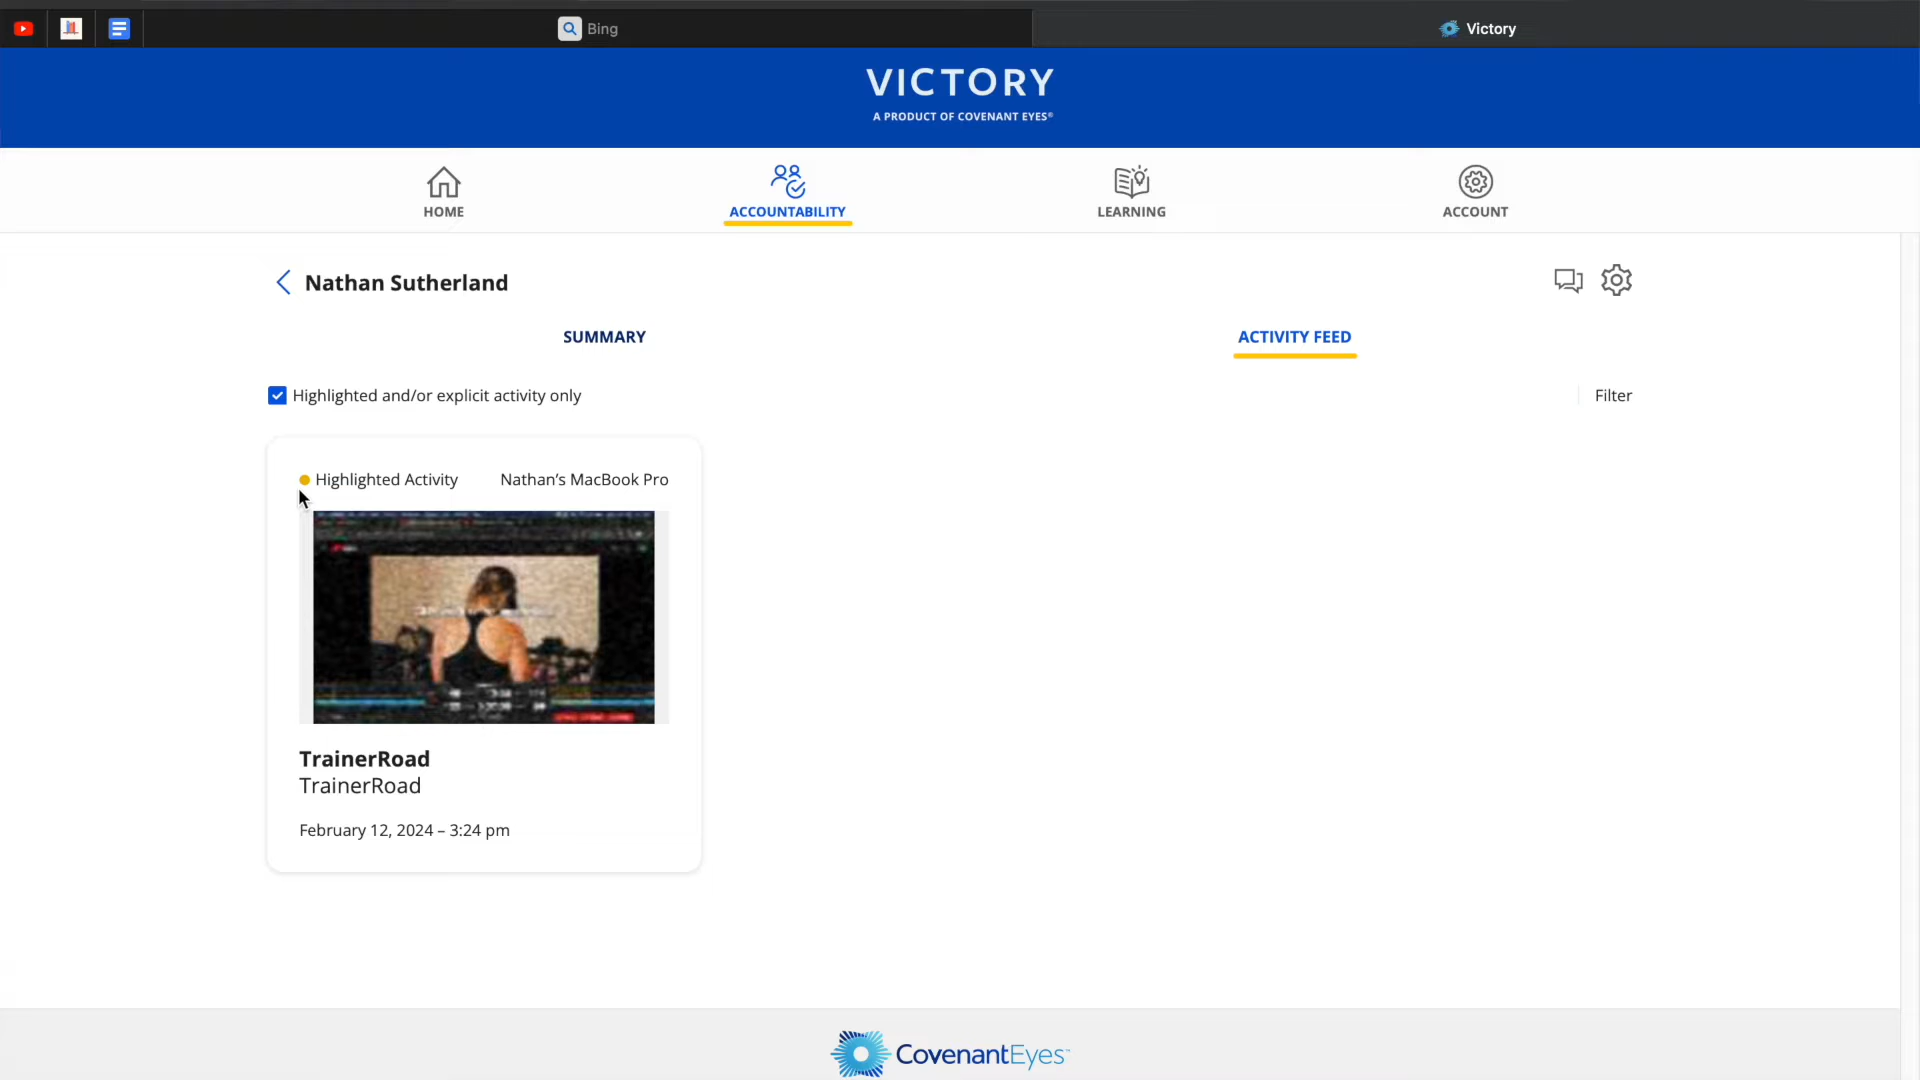 Bing
Victory
VICTORY
A PRODUCT OF COVENANT EYES®
HOME
ACCOUNTABILITY
LEARNING
ACCOUNT
Nathan Sutherland
SUMMARY
ACTIVITY FEED
Highlighted and/or explicit activity only
Filter
Highlighted Activity
Nathan’s MacBook Pro
TrainerRoad
TrainerRoad
February 12, 2024 – 3:24 pm
CovenantEyes™